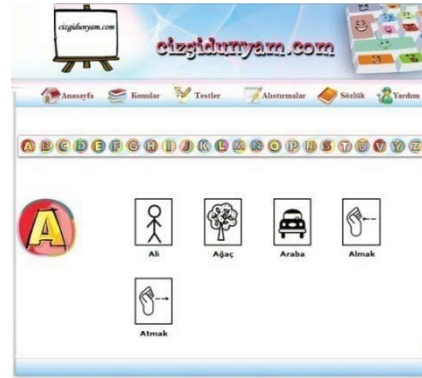 cizgidunyam.com
cizgidunyam.com
Anasayfa Konular Testler Alıştırmalar Sözlük Yardım
A B C D E F G H I J K L M N O P R S T U V Y Z
A
Ali Ağaç Araba Almak
Atmak